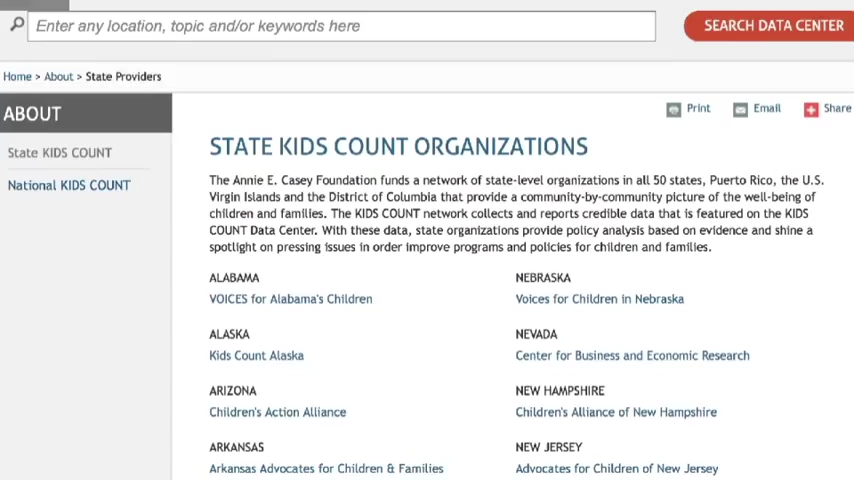 Enter any location, topic and/or keywords here
SEARCH DATA CENTER
Home > About > State Providers
ABOUT
Print
Email
Share
State KIDS COUNT
National KIDS COUNT
STATE KIDS COUNT ORGANIZATIONS
The Annie E. Casey Foundation funds a network of state-level organizations in all 50 states, Puerto Rico, the U.S.
Virgin Islands and the District of Columbia that provide a community-by-community picture of the well-being of
children and families. The KIDS COUNT network collects and reports credible data that is featured on the KIDS
COUNT Data Center. With these data, state organizations provide policy analysis based on evidence and shine a
spotlight on pressing issues in order improve programs and policies for children and families.
ALABAMA
VOICES for Alabama's Children
NEBRASKA
Voices for Children in Nebraska
ALASKA
Kids Count Alaska
NEVADA
Center for Business and Economic Research
ARIZONA
Children's Action Alliance
NEW HAMPSHIRE
Children's Alliance of New Hampshire
ARKANSAS
Arkansas Advocates for Children & Families
NEW JERSEY
Advocates for Children of New Jersey